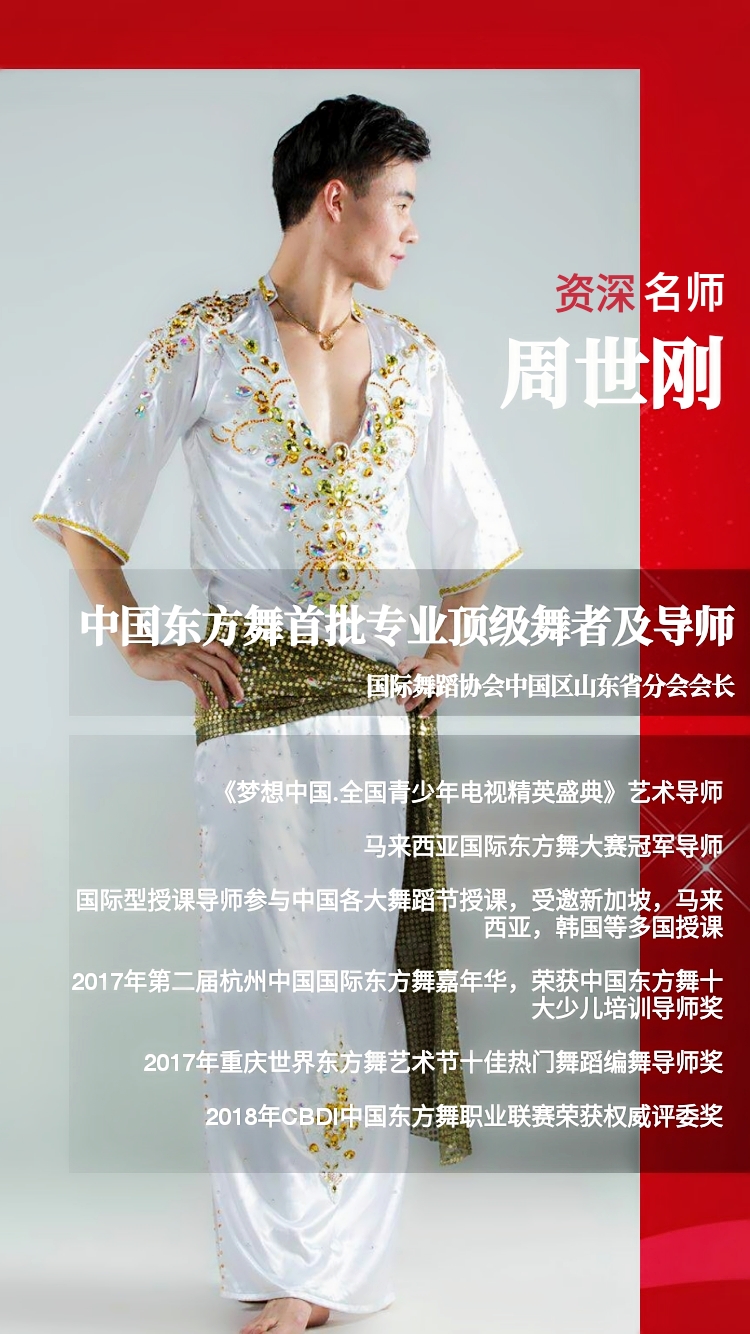 资深 名师
周世刚
中国东方舞首批专业顶级舞者及导师
国际舞蹈协会中国区山东省分会会长
《梦想中国.全国青少年电视精英盛典》艺术导师
马来西亚国际东方舞大赛冠军导师
国际型授课导师参与中国各大舞蹈节授课，受邀新加坡，马来
西亚，韩国等多国授课
2017年第二届杭州中国国际东方舞嘉年华，荣获中国东方舞十
大少儿培训导师奖
2017年重庆世界东方舞艺术节十佳热门舞蹈编舞导师奖
2018年CBDI中国东方舞职业联赛荣获权威评委奖